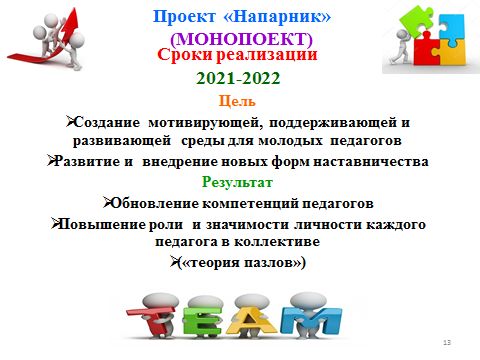 Проект «Напарник»
(МОНОПОЕКТ)
Сроки реализации
2021-2022
Цель
➢Создание мотивирующей, поддерживающей и
развивающей среды для молодых педагогов
➢Развитие и внедрение новых форм наставничества
Результат
➢Обновление компетенций педагогов
➢Повышение роли и значимости личности каждого
педагога в коллективе
➢(«теория пазлов»)
TEAM
13